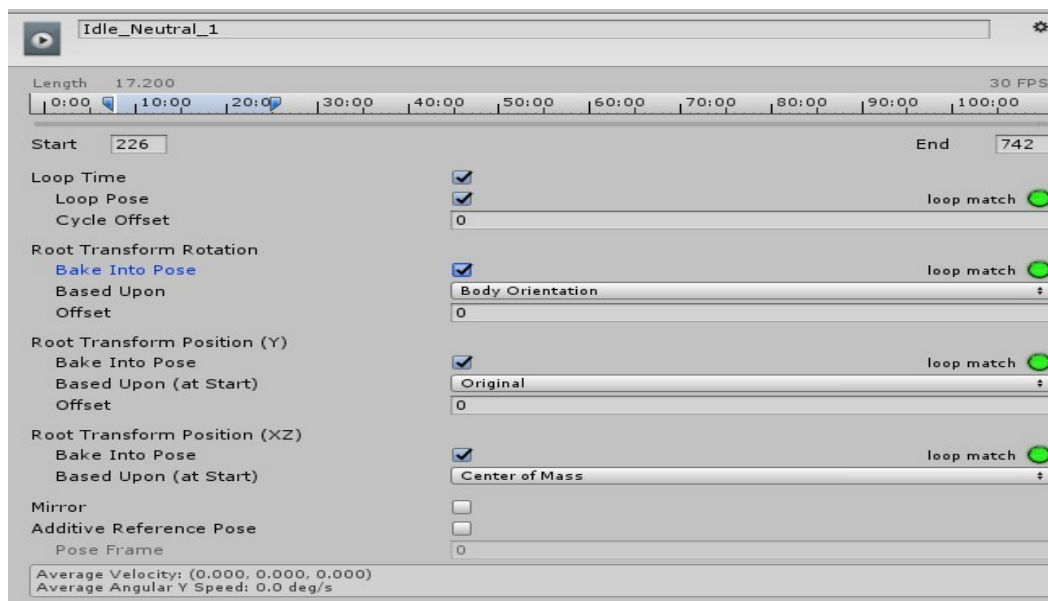 Idle_Neutral_1
Length 17.200 30 FPS
0:00 10:00 20:00 30:00 40:00 50:00 60:00 70:00 80:00 90:00 100:00
Start 226 End 742
Loop Time
Loop Pose loop match
Cycle Offset 0
Root Transform Rotation
Bake Into Pose loop match
Based Upon Body Orientation
Offset 0
Root Transform Position (Y)
Bake Into Pose loop match
Based Upon (at Start) Original
Offset 0
Root Transform Position (XZ)
Bake Into Pose loop match
Based Upon (at Start) Center of Mass
Mirror
Additive Reference Pose
Pose Frame 0
Average Velocity: (0.000, 0.000, 0.000)
Average Angular Y Speed: 0.0 deg/s